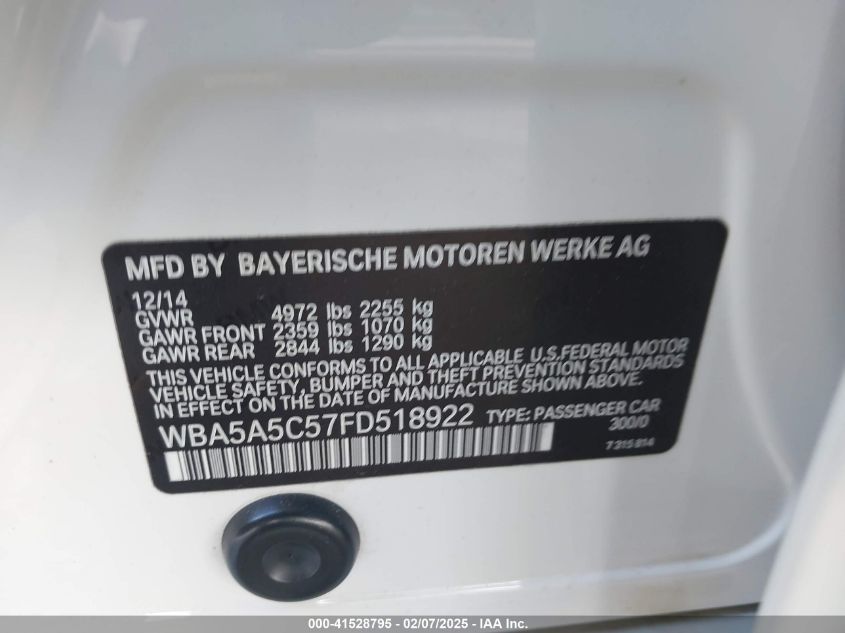 MFD BY BAYERISCHE MOTOREN WERKE AG
12/14
GVWR 4972 lbs 2255 kg
GAWR FRONT 2359 lbs 1070 kg
GAWR REAR 2844 lbs 1290 kg
THIS VEHICLE CONFORMS TO ALL APPLICABLE U.S.FEDERAL MOTOR
VEHICLE SAFETY, BUMPER AND THEFT PREVENTION STANDARDS
IN EFFECT ON THE DATE OF MANUFACTURE SHOWN ABOVE.
WBA5A5C57FD518922 TYPE: PASSENGER CAR
300/0
7 315 814
000-41528795 - 02/07/2025 - IAA Inc.